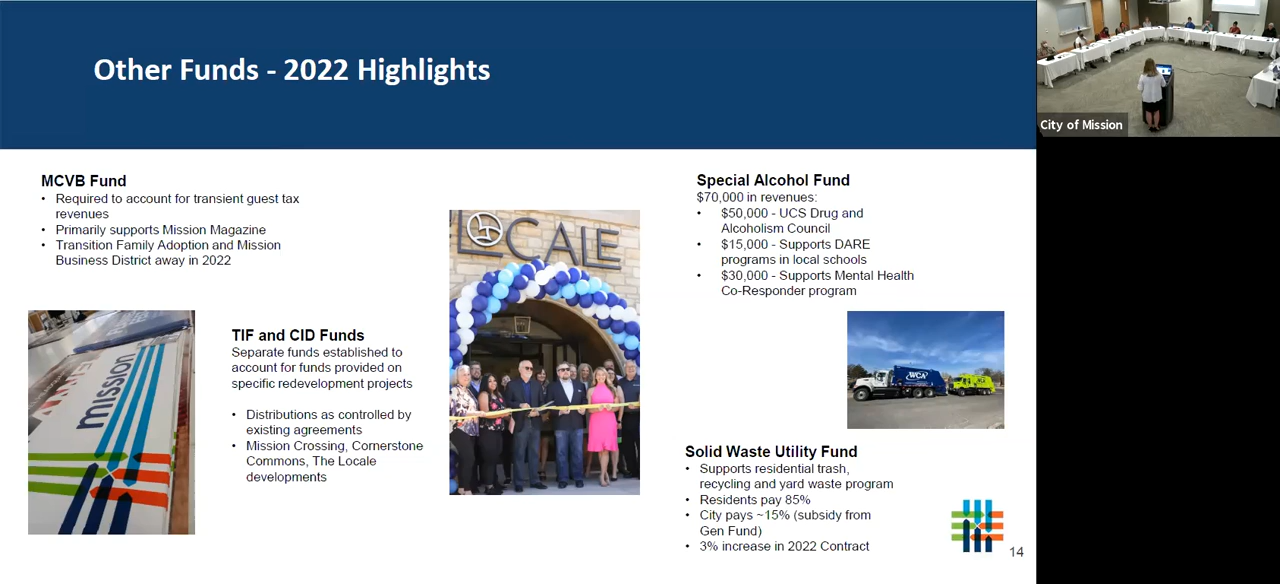 Other Funds - 2022 Highlights
City of Mission
MCVB Fund
• Required to account for transient guest tax
revenues
• Primarily supports Mission Magazine
• Transition Family Adoption and Mission
Business District away in 2022
mission
TIF and CID Funds
Separate funds established to
account for funds provided on
specific redevelopment projects
• Distributions as controlled by
existing agreements
• Mission Crossing, Cornerstone
Commons, The Locale
developments
LOCALE
Special Alcohol Fund
$70,000 in revenues:
• $50,000 - UCS Drug and
Alcoholism Council
• $15,000 - Supports DARE
programs in local schools
• $30,000 - Supports Mental Health
Co-Responder program
WCA
Solid Waste Utility Fund
• Supports residential trash,
recycling and yard waste program
• Residents pay 85%
• City pays ~15% (subsidy from
Gen Fund)
• 3% increase in 2022 Contract
14